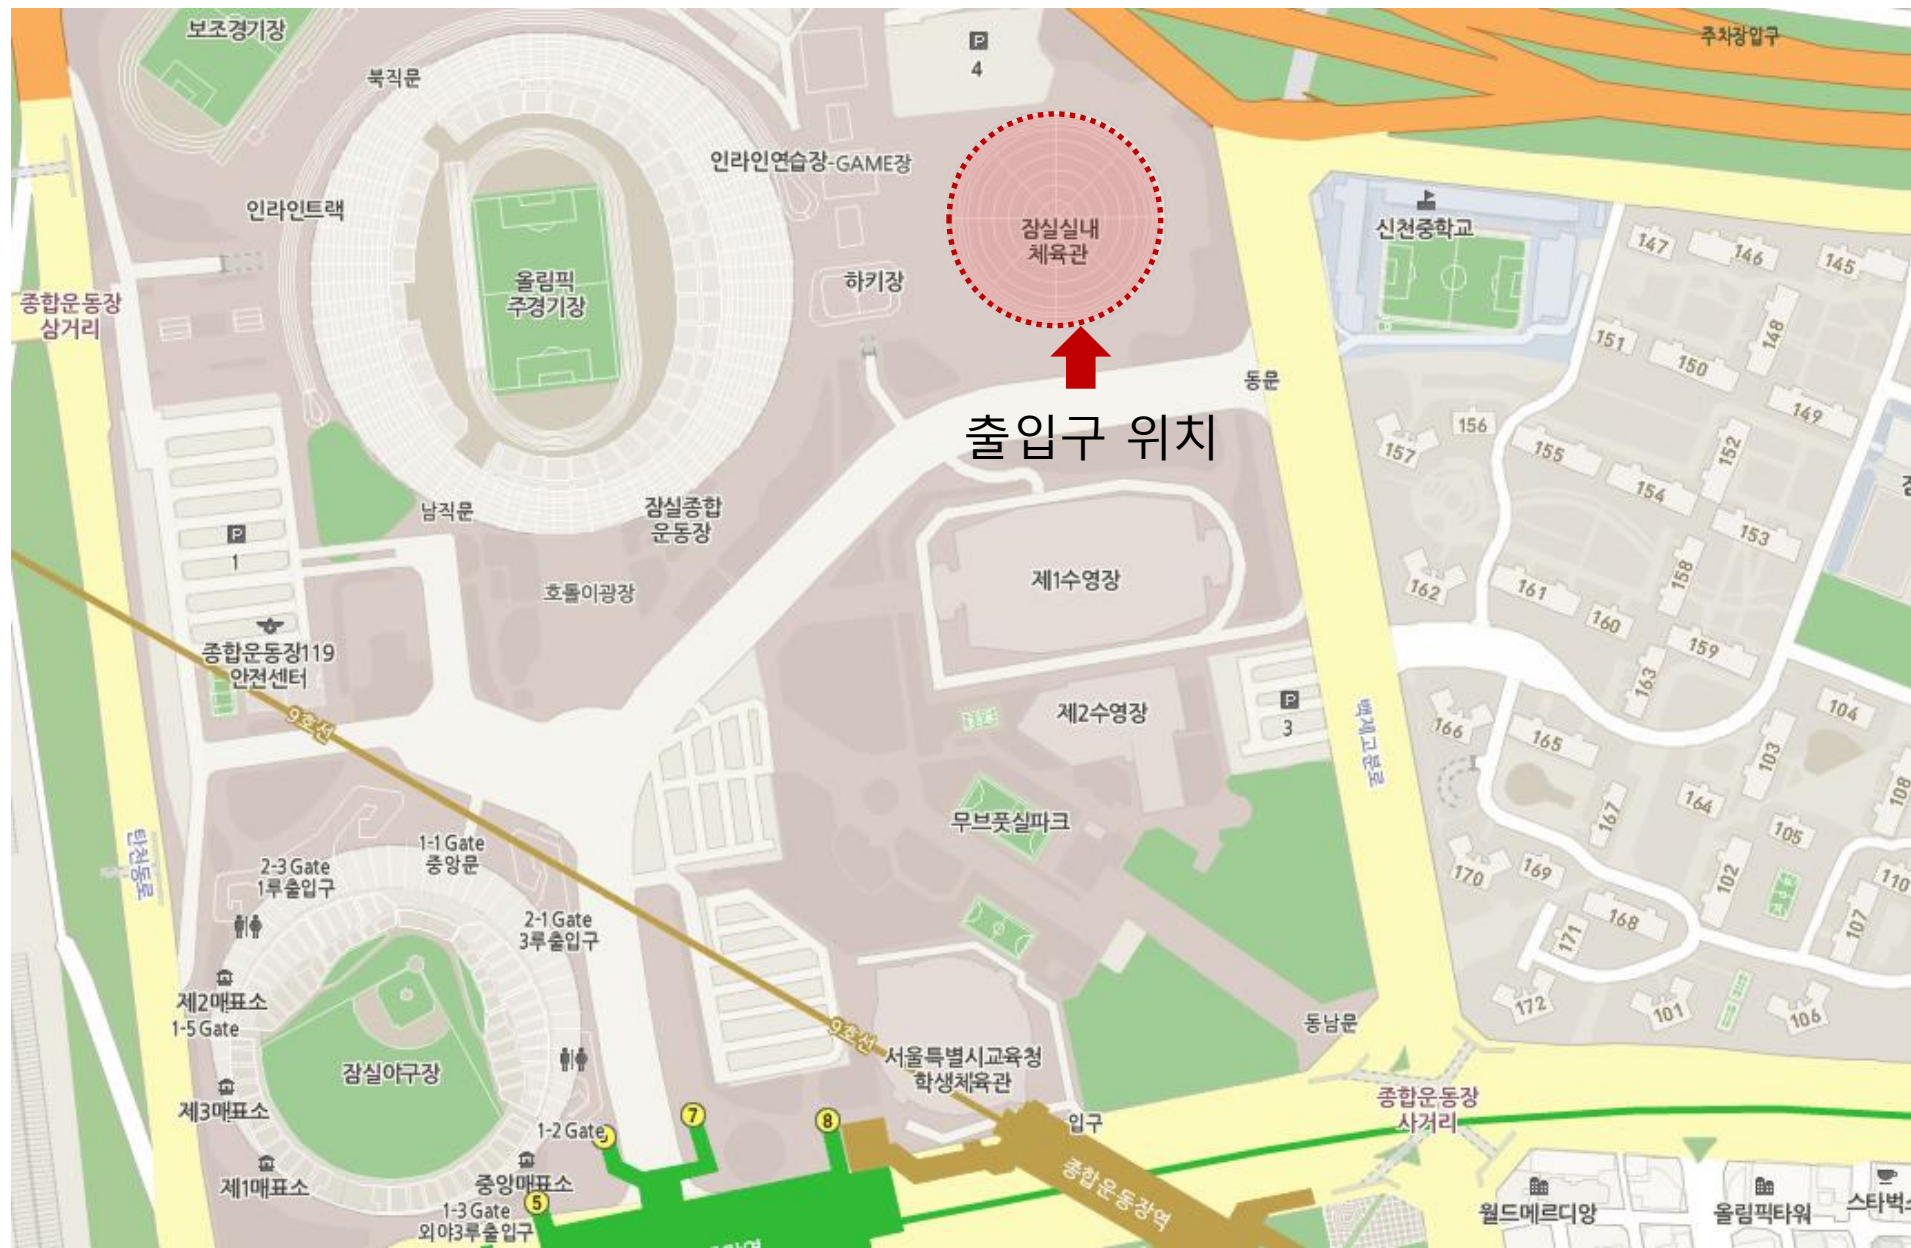 보조경기장
주차장입구
P
4
북직문
인라인연습장-GAME장
인라인트랙
잠실실내
체육관
신천중학교
147
146
145
올림픽
주경기장
하키장
종합운동장
삼거리
148
151
150
동문
149
출입구 위치
156
157
155
152
154
153
남직문
잠실종합
운동장
P
1
호돌이광장
제1수영장
162
161
158
160
159
163
종합운동장119
안전센터
9호선
제2수영장
P
3
백제고분로
166
165
104
103
108
164
167
105
무브풋살파크
1-1 Gate
중앙문
2-3 Gate
1루출입구
탄천동로
170
169
102
110
107
168
171
2-1 Gate
3루출입구
제2매표소
1-5 Gate
172
101
106
동남문
9호선
서울특별시교육청
학생체육관
잠실야구장
제3매표소
종합운동장
사거리
7
8
입구
1-2 Gate
제1매표소
중앙매표소
5
1-3 Gate
외야3루출입구
종합운동장역
월드메르디앙
올림픽타워
스타벅